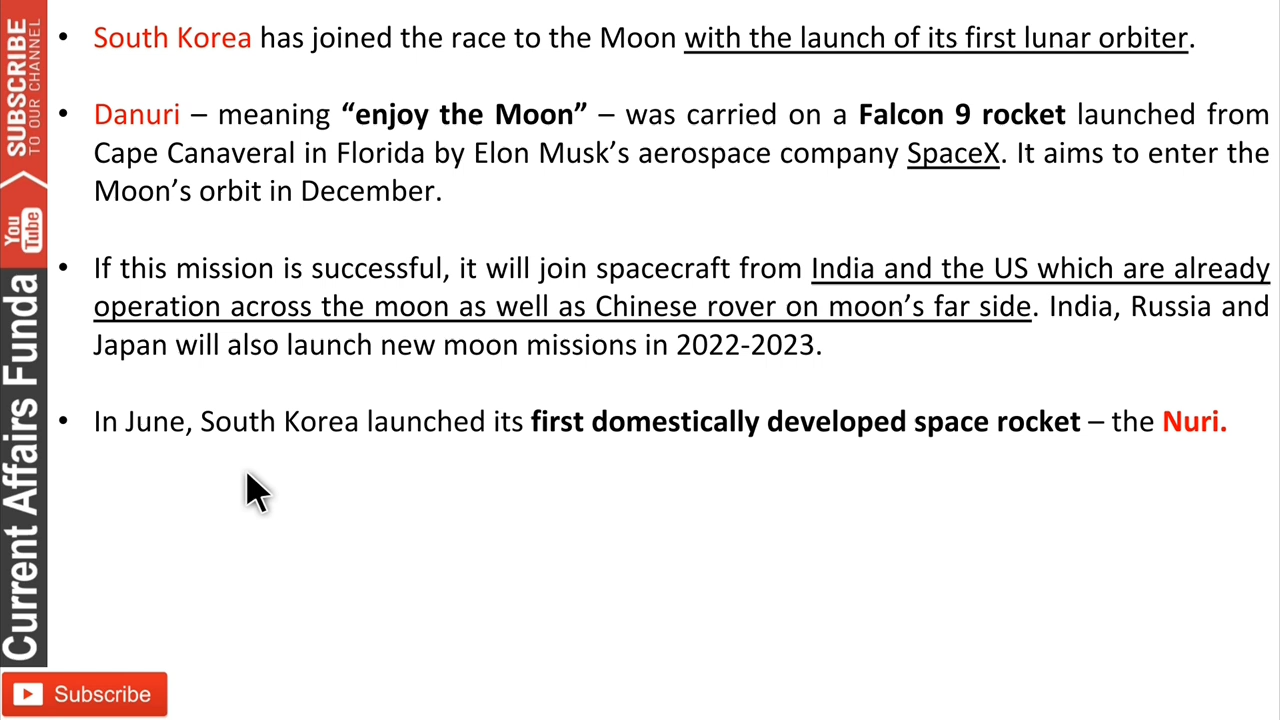 • South Korea has joined the race to the Moon with the launch of its first lunar orbiter.
• Danuri – meaning “enjoy the Moon” – was carried on a Falcon 9 rocket launched from
Cape Canaveral in Florida by Elon Musk’s aerospace company SpaceX. It aims to enter the
Moon’s orbit in December.
• If this mission is successful, it will join spacecraft from India and the US which are already
operation across the moon as well as Chinese rover on moon’s far side. India, Russia and
Japan will also launch new moon missions in 2022-2023.
• In June, South Korea launched its first domestically developed space rocket – the Nuri.
SUBSCRIBE
TO OUR CHANNEL
You
Tube
Current Affairs Funda
Subscribe